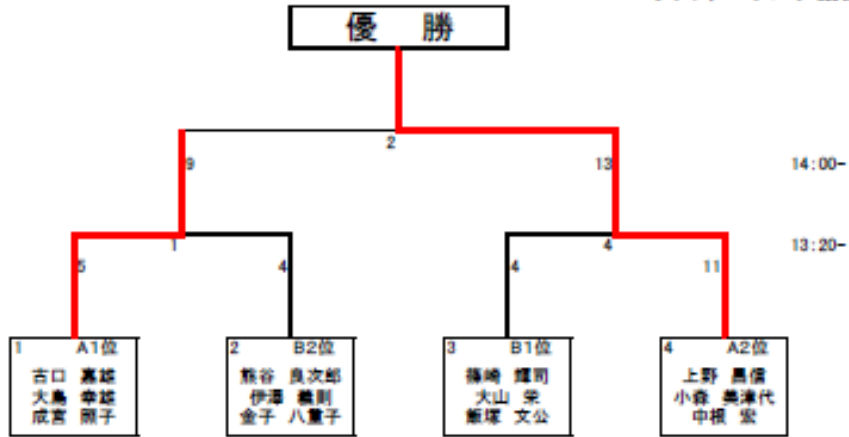 優 勝
2
9
13
14:00-
1
4
13:20-
5
4
4
11
1 A1位
古口 嘉雄
大島 幸雄
成宮 照子
2 B2位
熊谷 良次郎
伊澤 義則
金子 八重子
3 B1位
篠崎 輝司
大山 栄
飯塚 文公
4 A2位
上野 昌信
小森 美津代
中根 宏